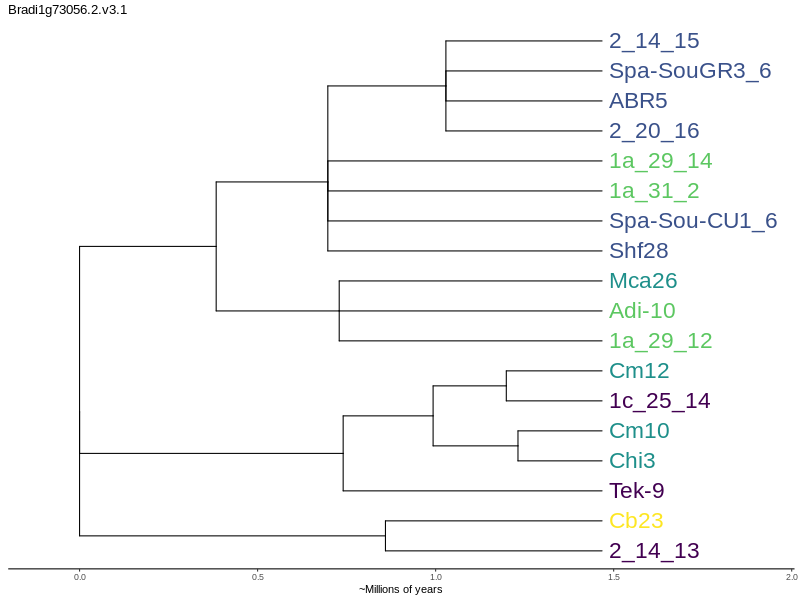 Bradi1g73056.2.v3.1
2_14_15
Spa-SouGR3_6
ABR5
2_20_16
1a_29_14
1a_31_2
Spa-Sou-CU1_6
Shf28
Mca26
Adi-10
1a_29_12
Cm12
1c_25_14
Cm10
Chi3
Tek-9
Cb23
2_14_13
0.0 0.5 1.0 1.5 2.0
~Millions of years